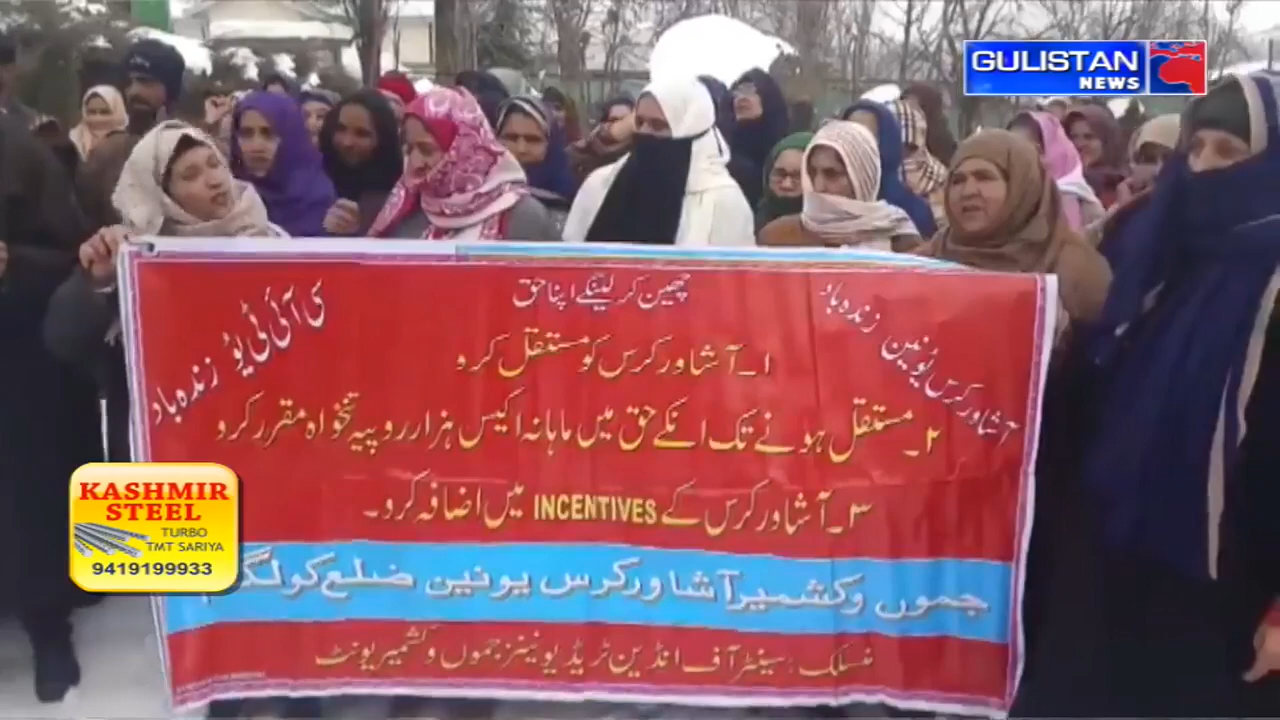 GULISTAN
NEWS
چھین کر لینگے اپنا حق
آشاورکرس یونین زندہ باد
سی آئی ٹی یو زندہ باد
۱۔ آشاورکرس کو مستقل کرو
۲۔ مستقل ہونے تک انکے حق میں ماہانہ اکیس ہزار روپیہ تنخواہ مقرر کرو
۳۔ آشاورکرس کے INCENTIVES میں اضافہ کرو۔
جموں وکشمیر آشاورکرس یونین ضلع کولگام
غسلک: سینٹر آف انڈین ٹریڈ یونینز جموں وکشمیر یونٹ
KASHMIR
STEEL
TURBO
TMT SARIYA
9419199933